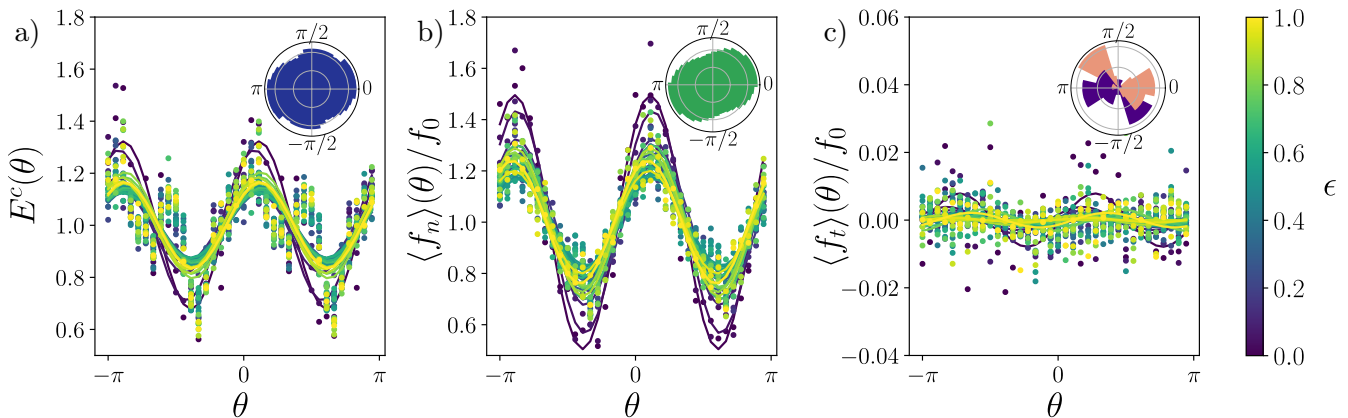 a)
1.8
1.6
1.4
1.2
1.0
0.8
0.6
E^c(θ)
−π
0
π
θ
π/2
π
0
−π/2
b)
1.8
1.6
1.4
1.2
1.0
0.8
0.6
⟨f_n⟩(θ)/f_0
−π
0
π
θ
π/2
π
0
−π/2
c)
0.06
0.04
0.02
0.00
−0.02
−0.04
⟨f_t⟩(θ)/f_0
−π
0
π
θ
π/2
π
0
−π/2
1.0
0.8
0.6
0.4
0.2
0.0
ϵ